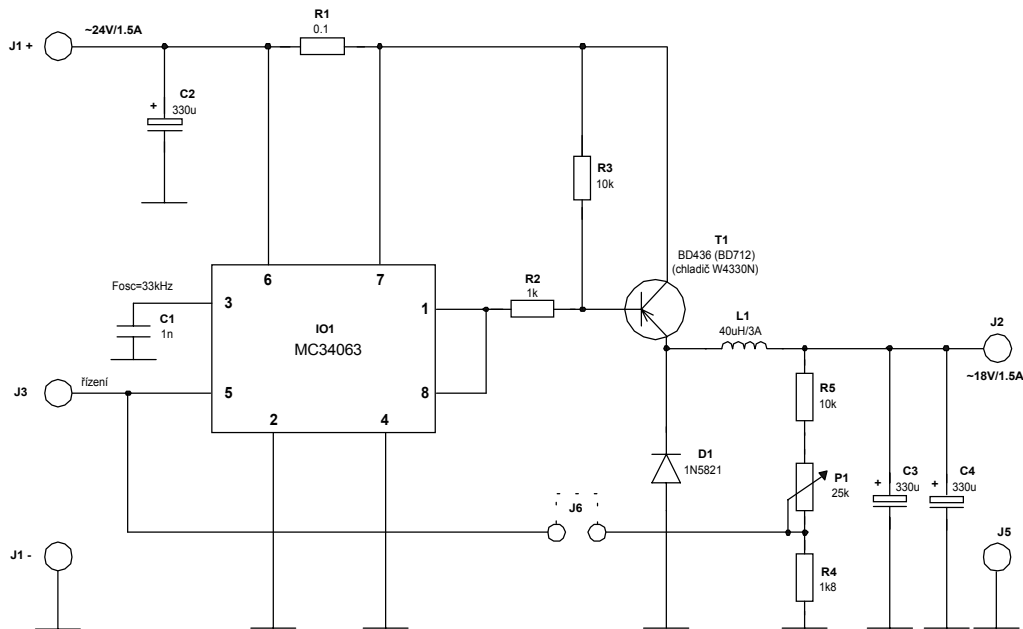 R1
0.1
~24V/1.5A
J1 +
C2
+
330u
R3
10k
T1
BD436 (BD712)
(chladič W4330N)
6
7
Fosc=33kHz
3
C1
1n
1
R2
1k
IO1
MC34063
L1
40uH/3A
J2
~18V/1.5A
J3
řízení
5
8
2
4
R5
10k
D1
1N5821
P1
25k
C3
+
330u
C4
+
330u
J6
J1 -
J5
R4
1k8